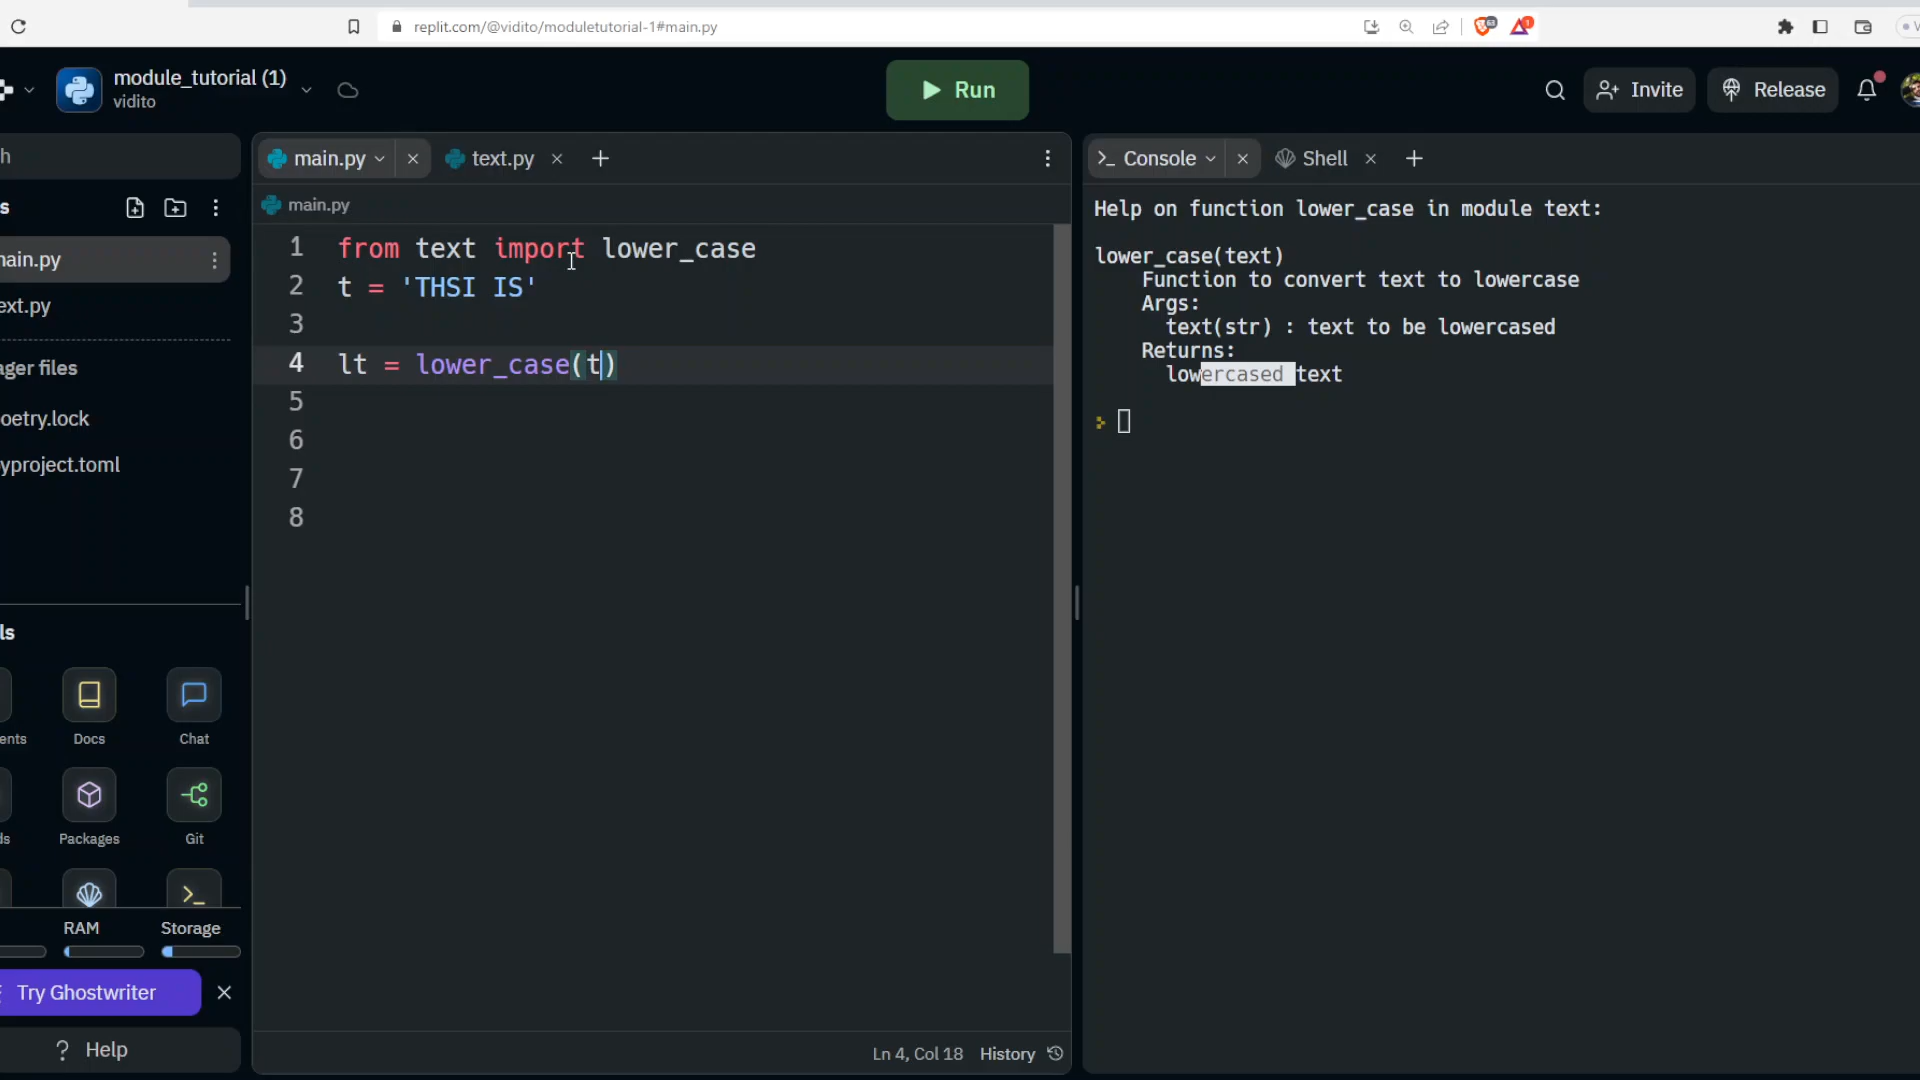 replit.com/@vidito/moduletutorial-1#main.py
module_tutorial (1)
vidito
Run
Invite
Release
h
s
ain.py
ext.py
ager files
oetry.lock
yproject.toml
ls
ents
Docs
Chat
ds
Packages
Git
RAM
Storage
Try Ghostwriter
? Help
main.py
text.py
main.py
1 from text import lower_case
2 t = 'THSI IS'
3
4 lt = lower_case(t)
5
6
7
8
Ln 4, Col 18 History
Console
Shell
Help on function lower_case in module text:
lower_case(text)
Function to convert text to lowercase
Args:
text(str) : text to be lowercased
Returns:
lowercased text